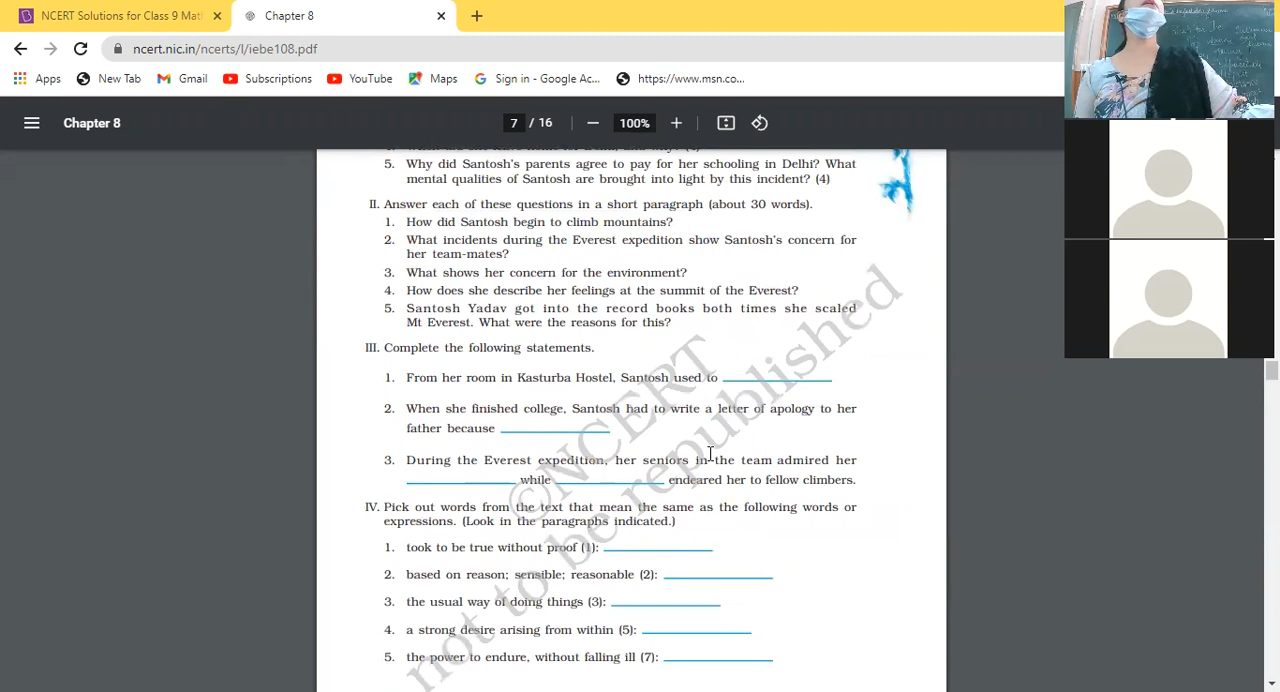 NCERT Solutions for Class 9 Mat
Chapter 8
ncert.nic.in/ncerts/l/iebe108.pdf
Apps
New Tab
Gmail
Subscriptions
YouTube
Maps
Sign in - Google Ac...
https://www.msn.co...
Chapter 8
7 / 16
100%
5. Why did Santosh's parents agree to pay for her schooling in Delhi? What
mental qualities of Santosh are brought into light by this incident? (4)
II. Answer each of these questions in a short paragraph (about 30 words).
1. How did Santosh begin to climb mountains?
2. What incidents during the Everest expedition show Santosh's concern for
her team-mates?
3. What shows her concern for the environment?
4. How does she describe her feelings at the summit of the Everest?
5. Santosh Yadav got into the record books both times she scaled
Mt Everest. What were the reasons for this?
III. Complete the following statements.
1. From her room in Kasturba Hostel, Santosh used to
2. When she finished college, Santosh had to write a letter of apology to her
father because
3. During the Everest expedition, her seniors in the team admired her
while endeared her to fellow climbers.
IV. Pick out words from the text that mean the same as the following words or
expressions. (Look in the paragraphs indicated.)
1. took to be true without proof (1):
2. based on reason; sensible; reasonable (2):
3. the usual way of doing things (3):
4. a strong desire arising from within (5):
5. the power to endure, without falling ill (7):
©NCERT
not to be republished